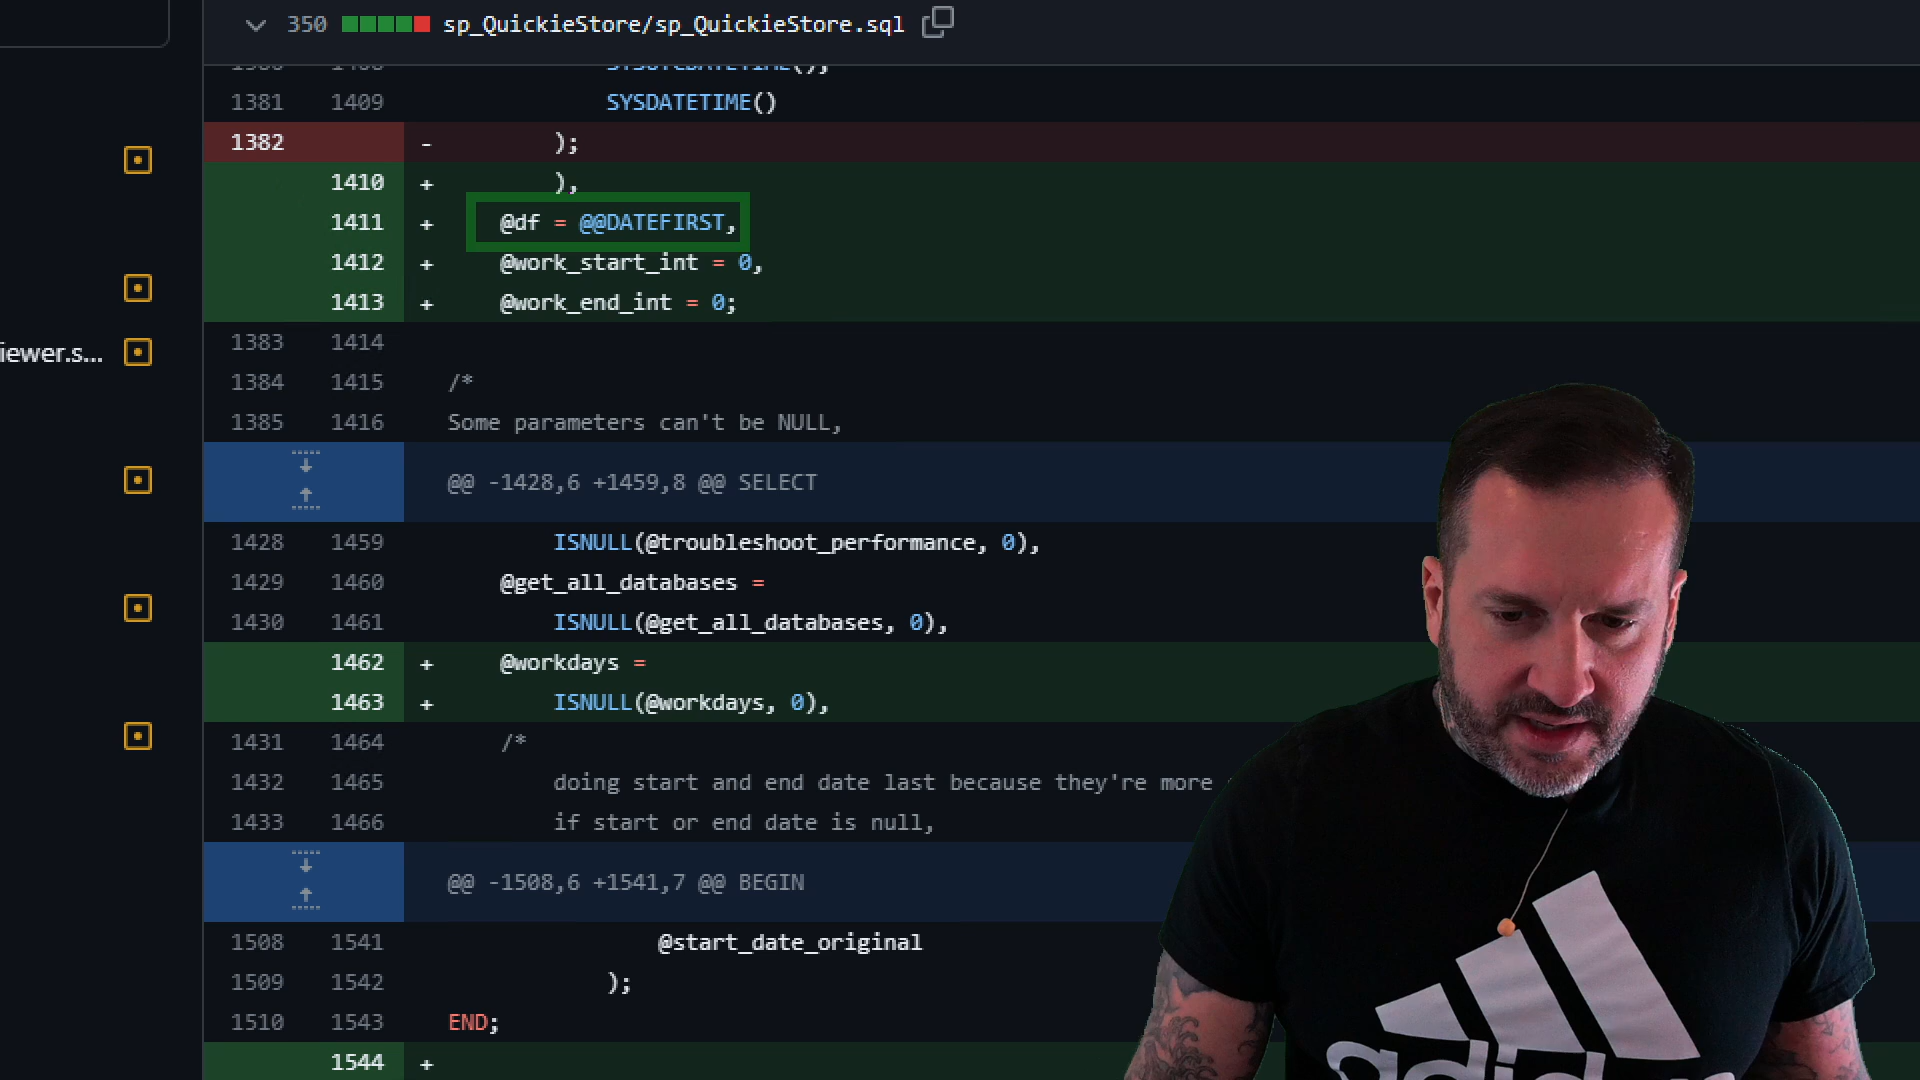 350 sp_QuickieStore/sp_QuickieStore.sql
1381 1409 SYSDATETIME()
1382 - );
1410 + ),
1411 + @df = @@DATEFIRST,
1412 + @work_start_int = 0,
1413 + @work_end_int = 0;
1383 1414
1384 1415 /*
1385 1416 Some parameters can't be NULL,
@@ -1428,6 +1459,8 @@ SELECT
1428 1459 ISNULL(@troubleshoot_performance, 0),
1429 1460 @get_all_databases =
1430 1461 ISNULL(@get_all_databases, 0),
1462 + @workdays =
1463 + ISNULL(@workdays, 0),
1431 1464 /*
1432 1465 doing start and end date last because they're more
1433 1466 if start or end date is null,
@@ -1508,6 +1541,7 @@ BEGIN
1508 1541 @start_date_original
1509 1542 );
1510 1543 END;
1544 +
iewer.s...
adidas